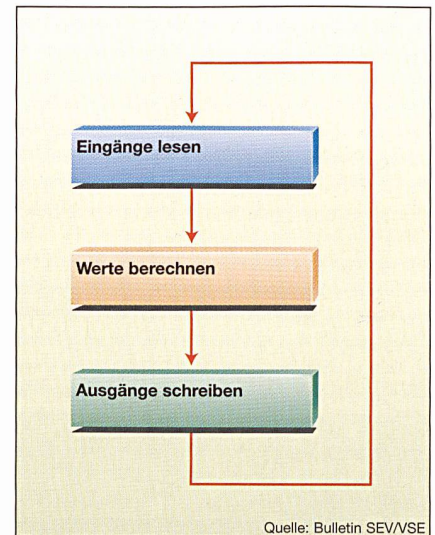 Eingänge lesen
Werte berechnen
Ausgänge schreiben
Quelle: Bulletin SEV/VSE